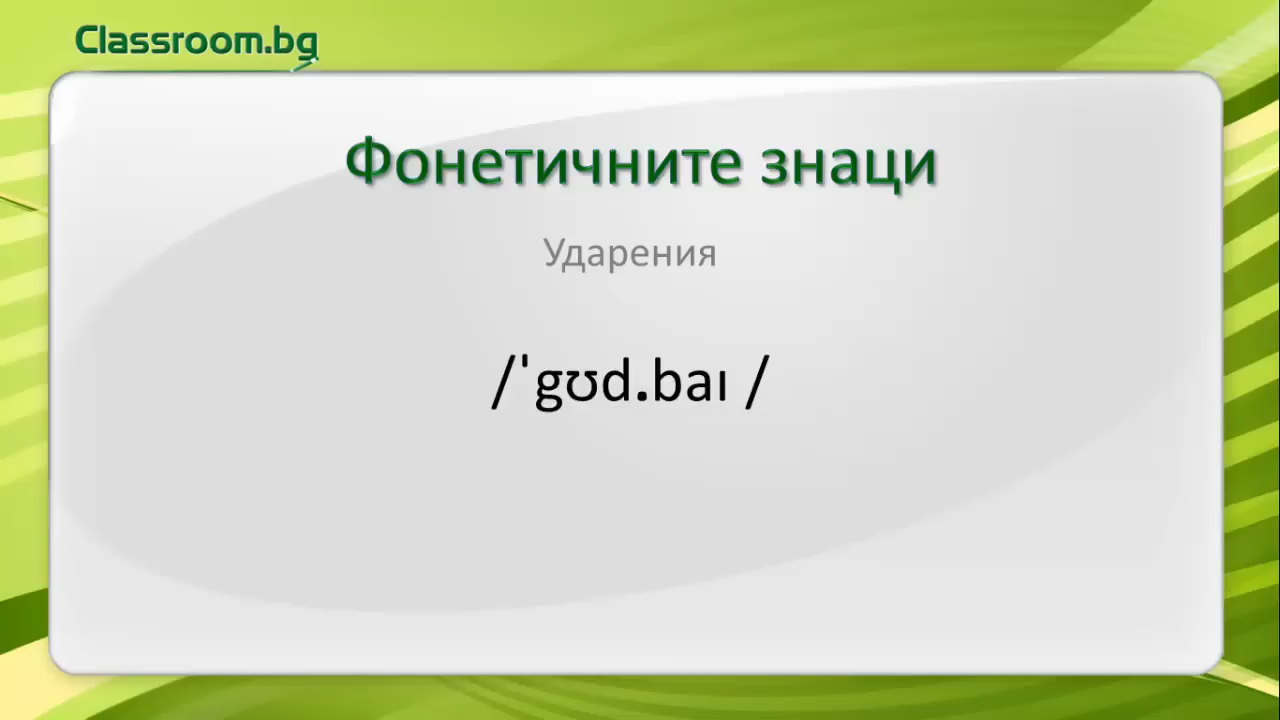 Classroom.bg
Фонетичните знаци
Ударения
/ˈgʊd.baɪ /